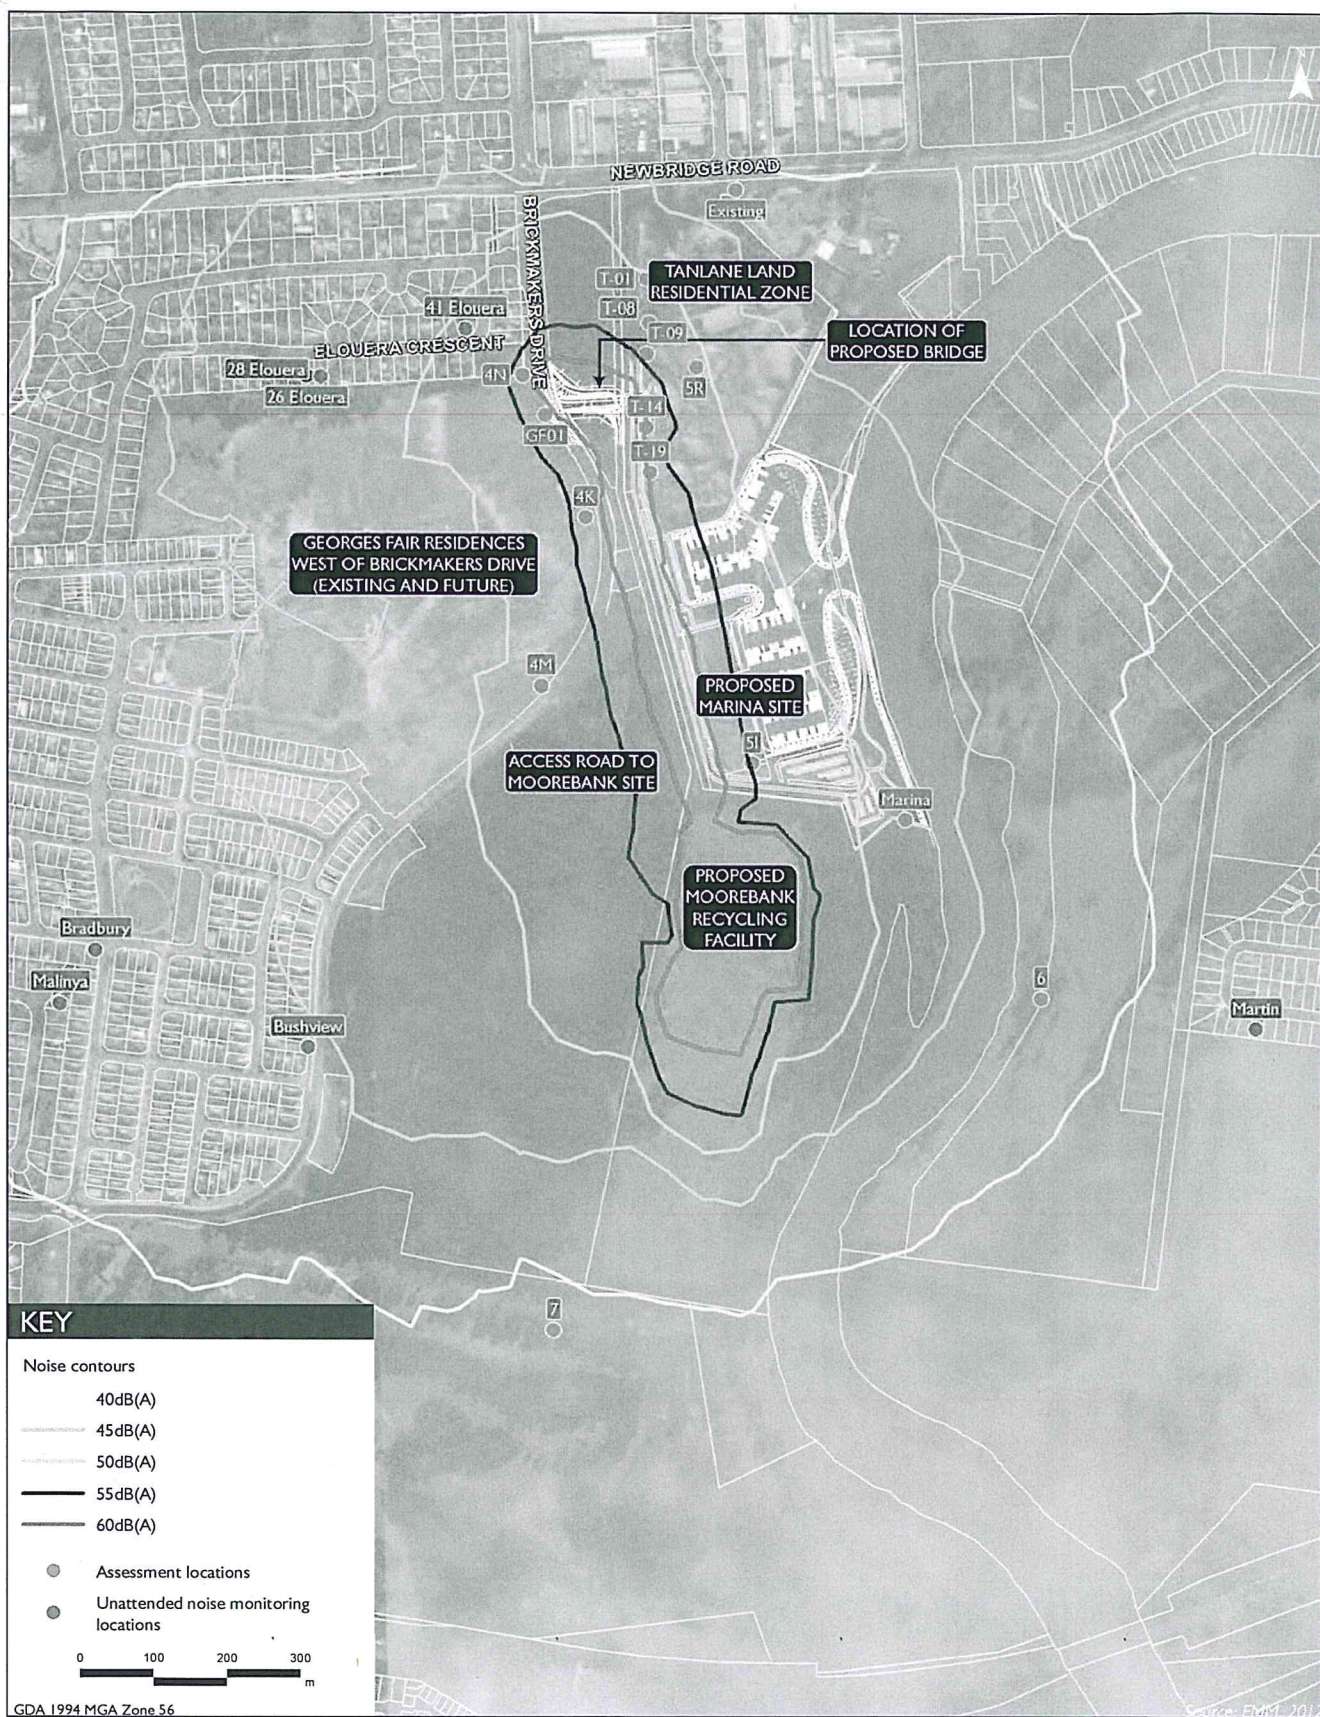 NEWBRIDGE ROAD
Existing
BRICKMAKERS DRIVE
T-01
TANLANE LAND
RESIDENTIAL ZONE
T-08
41 Elouera
T-09
LOCATION OF
PROPOSED BRIDGE
ELOUERA CRESCENT
28 Elouera
4N
5R
26 Elouera
T-14
GF01
T-19
4K
GEORGES FAIR RESIDENCES
WEST OF BRICKMAKERS DRIVE
(EXISTING AND FUTURE)
4M
PROPOSED
MARINA SITE
5I
ACCESS ROAD TO
MOOREBANK SITE
Marina
PROPOSED
MOOREBANK
RECYCLING
FACILITY
Bradbury
Malinya
6
Martin
Bushview
7
KEY
Noise contours
40dB(A)
45dB(A)
50dB(A)
55dB(A)
60dB(A)
Assessment locations
Unattended noise monitoring
locations
0 100 200 300
m
GDA 1994 MGA Zone 56
Source: EMM, 2012